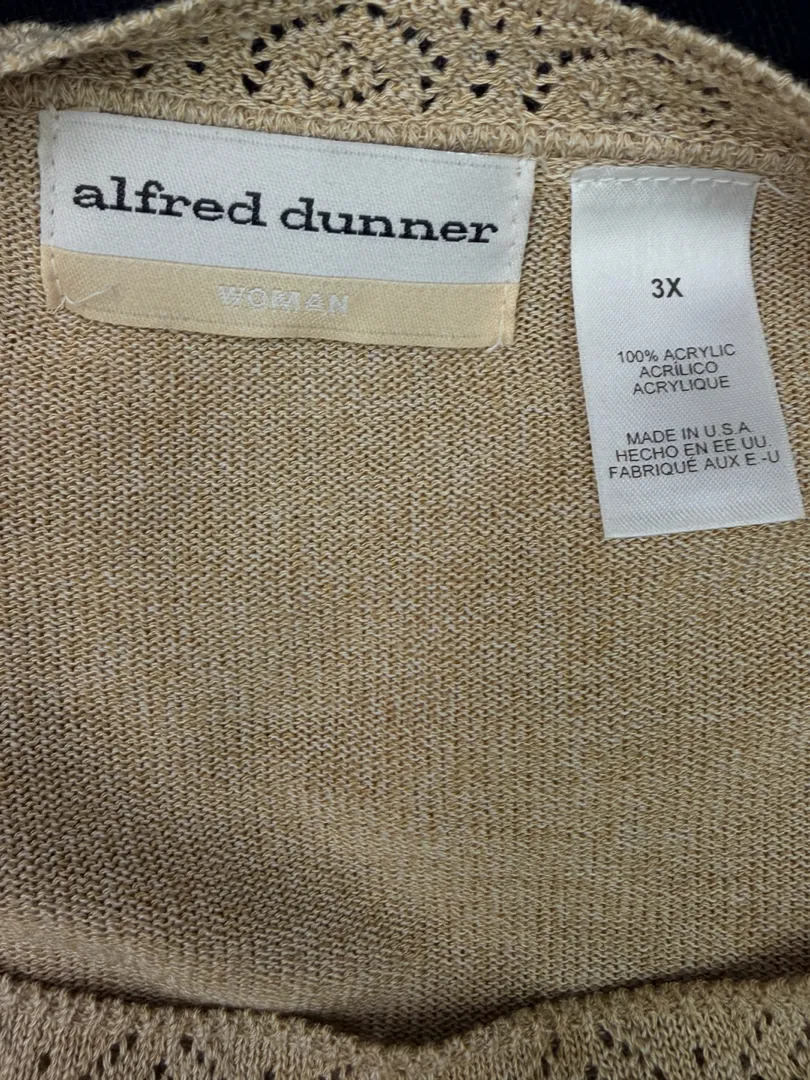 alfred dunner
WOMAN
3X
100% ACRYLIC
ACRÍLICO
ACRYLIQUE
MADE IN U.S.A.
HECHO EN EE UU.
FABRIQUÉ AUX E -U